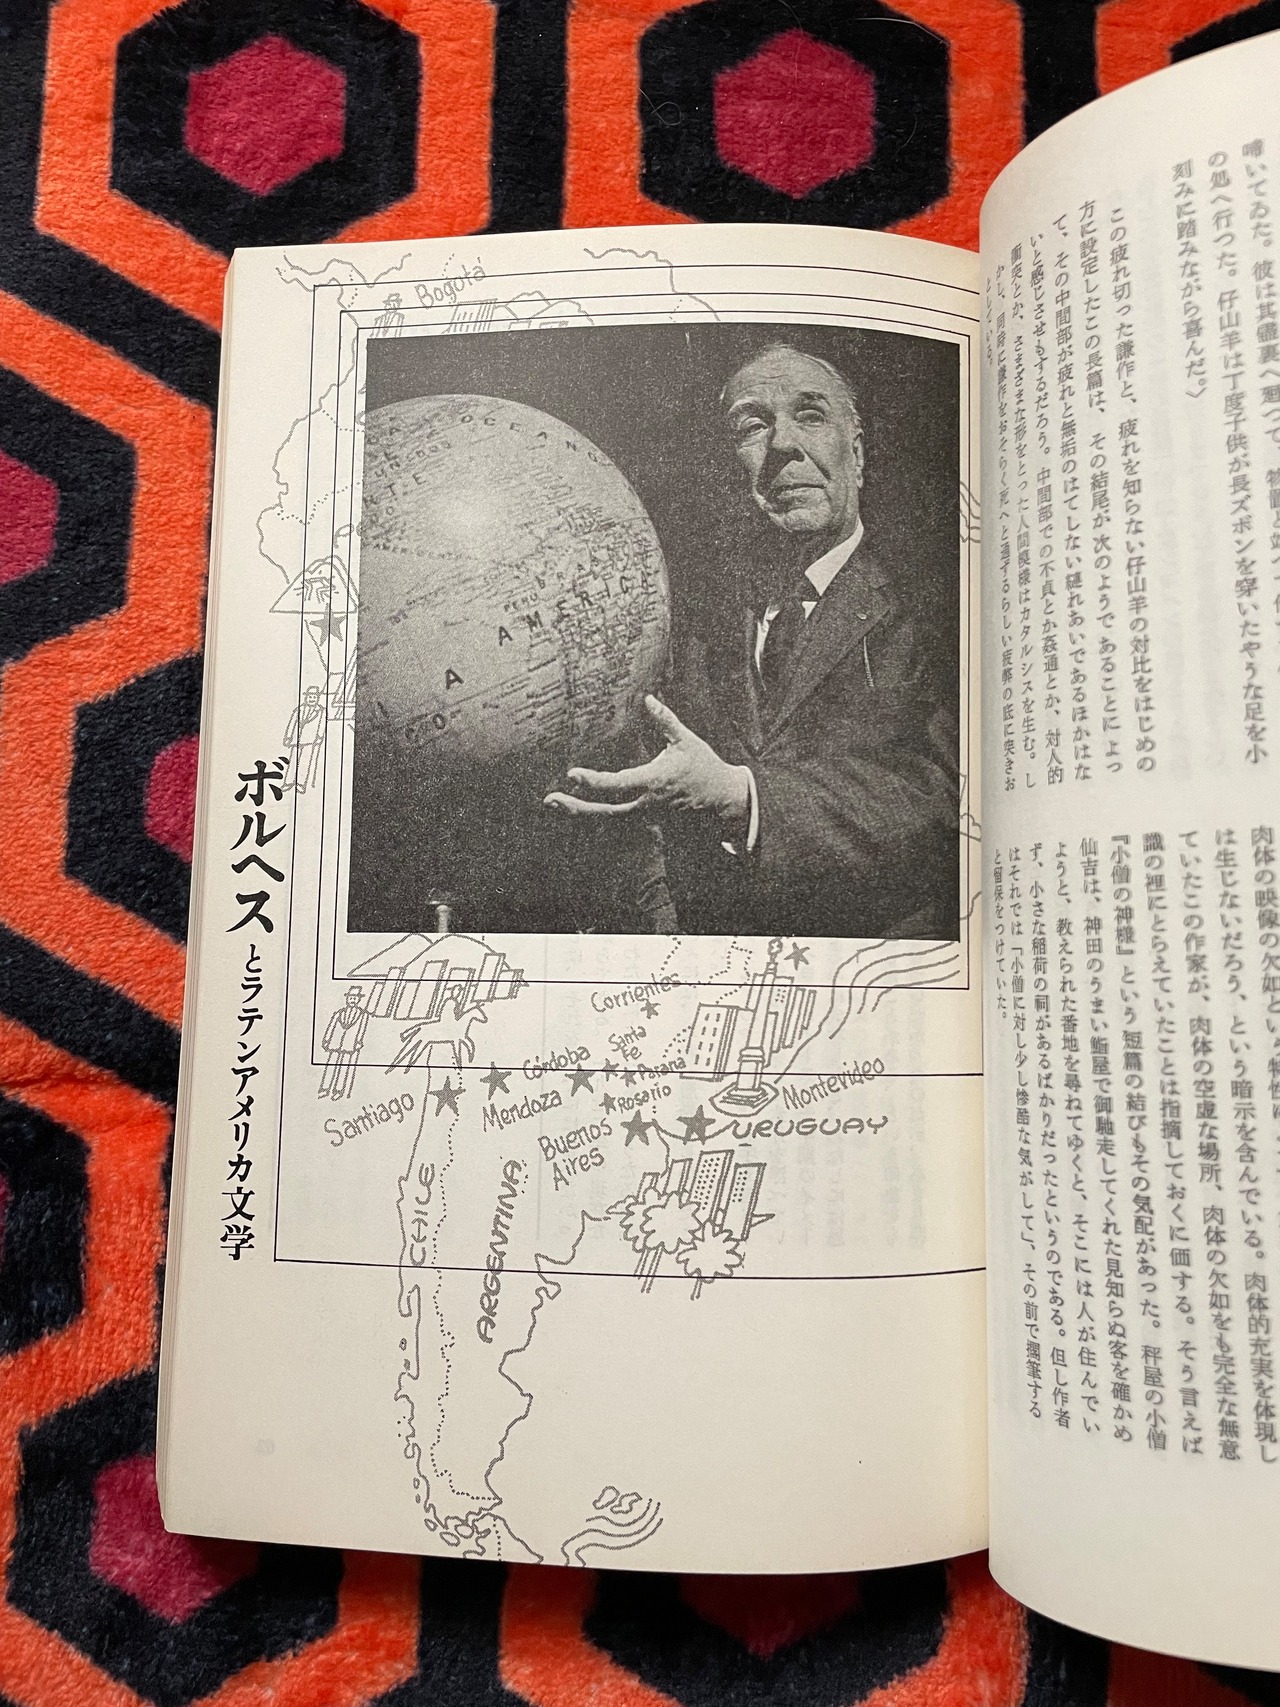 啼いてゐた。彼は其儘裏へ廻つて、物置と
の処へ行つた。仔山羊は丁度子供が長ズボンを穿いたやうな足を小
刻みに踏みながら喜んだ。〉
この疲れ切った謙作と、疲れを知らない仔山羊の対比をはじめの
方に設定したこの長篇は、その結尾が次のようであることによっ
て、その中間部が疲れと無垢のはてしない縺れあいであるほかはな
いと感じさせもするだろう。中間部での不貞とか姦通とか、対人的
衝突とか、さまざまな形をとった人間模様はカタルシスを生む。し
かし、同時に謙作をおそらく死へと通ずるらしい疲弊の底に突きお
としている。
肉体の映像の欠如という特性は
は生じないだろう、という暗示を含んでいる。肉体的充実を体現し
ていたこの作家が、肉体の空虚な場所、肉体の欠如をも完全な無意
識の裡にとらえていたことは指摘しておくに価する。そう言えば
『小僧の神様』という短篇の結びもその気配があった。秤屋の小僧
仙吉は、神田のうまい鮨屋で御馳走してくれた見知らぬ客を確かめ
ようと、教えられた番地を尋ねてゆくと、そこには人が住んでい
ず、小さな稲荷の祠があるばかりだったというのである。但し作者
はそれでは「小僧に対し少し惨酷な気がして」、その前で擱筆する
と留保をつけていた。
Bogotá
OCEAN
PERU
AMERICA
Corrientes
Santa
Fe
Córdoba
Parana
Mendoza
Rosario
Santiago
Montevideo
Buenos
Aires
URUGUAY
CHILE
ARGENTINA
ボルヘスとラテンアメリカ文学